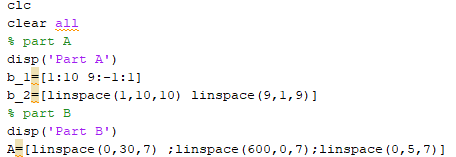 clc
clear all
% part A
disp('Part A')
b_1=[1:10 9:-1:1]
b_2=[linspace(1,10,10) linspace(9,1,9)]
% part B
disp('Part B')
A=[linspace(0,30,7) ;linspace(600,0,7);linspace(0,5,7)]